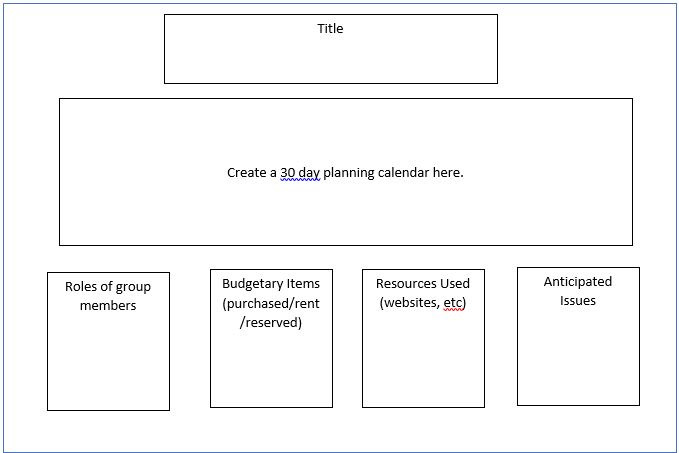 Title
Create a 30 day planning calendar here.
Roles of group
members
Budgetary Items
(purchased/rent
/reserved)
Resources Used
(websites, etc)
Anticipated
Issues